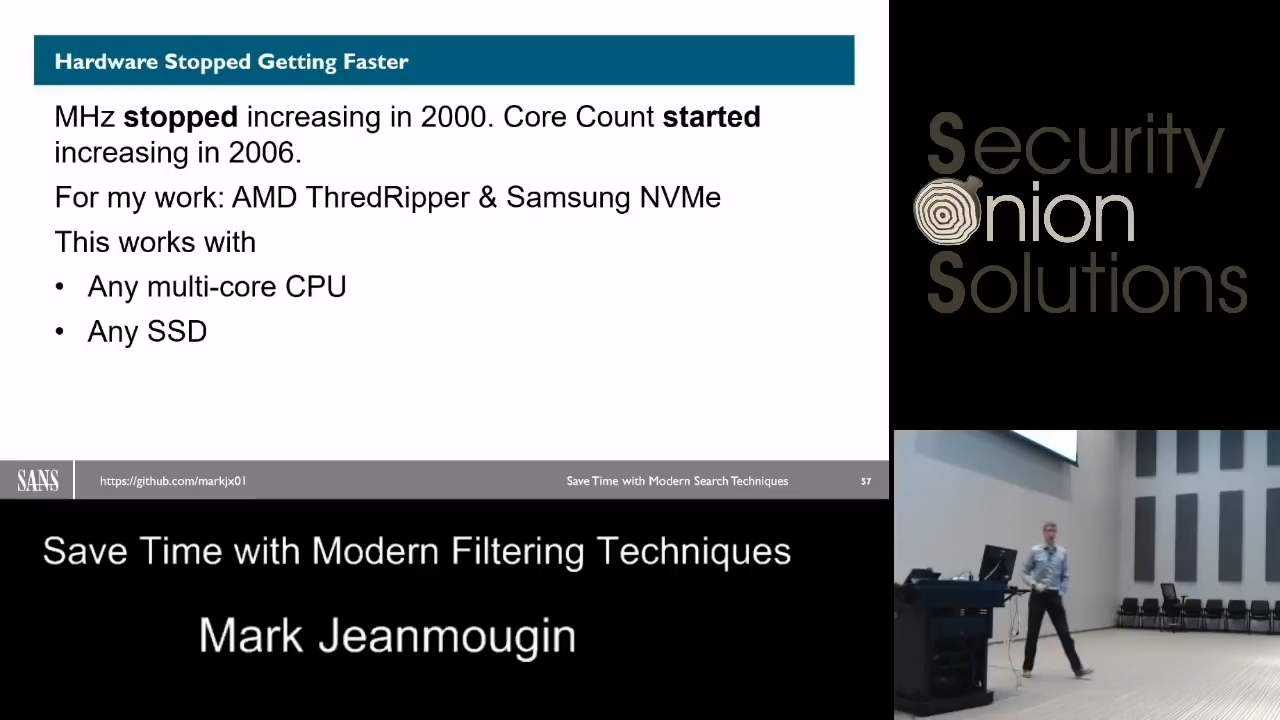 Hardware Stopped Getting Faster
MHz stopped increasing in 2000. Core Count started
increasing in 2006.
For my work: AMD ThredRipper & Samsung NVMe
This works with
• Any multi-core CPU
• Any SSD
SANS
https://github.com/markjx01
Save Time with Modern Search Techniques
57
Save Time with Modern Filtering Techniques
Mark Jeanmougin
Security
Onion
Solutions